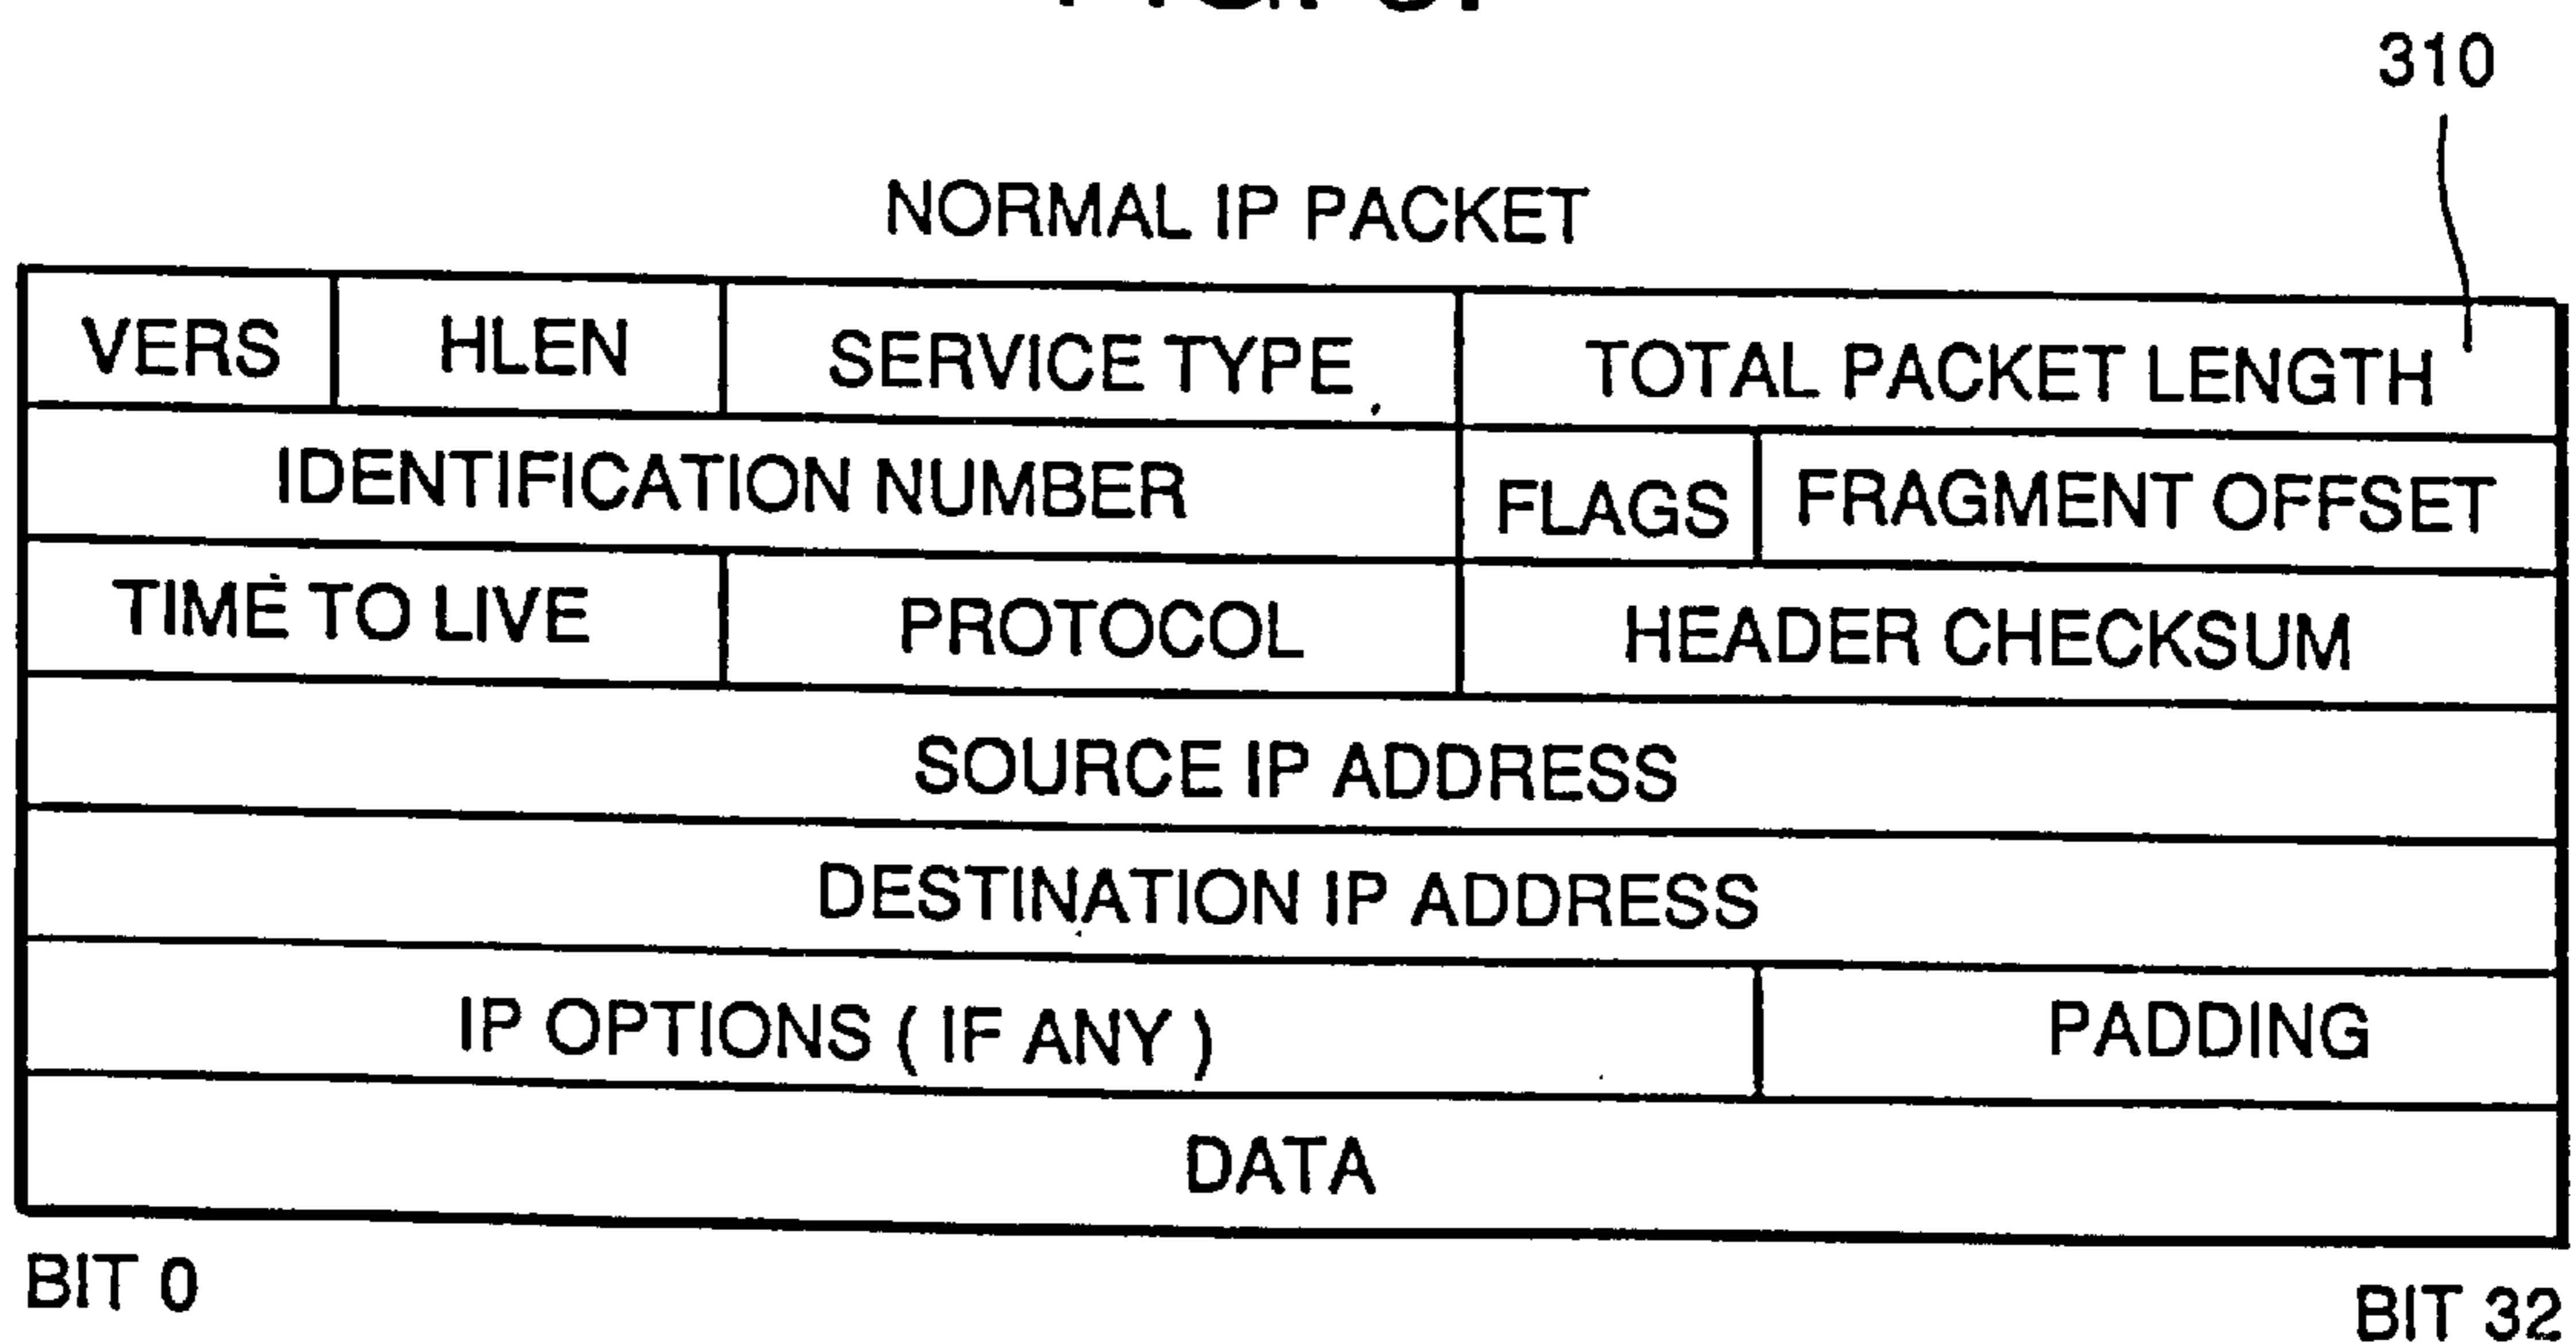 310
NORMAL IP PACKET
VERS HLEN SERVICE TYPE TOTAL PACKET LENGTH
IDENTIFICATION NUMBER FLAGS FRAGMENT OFFSET
TIME TO LIVE PROTOCOL HEADER CHECKSUM
SOURCE IP ADDRESS
DESTINATION IP ADDRESS
IP OPTIONS ( IF ANY ) PADDING
DATA
BIT 0 BIT 32